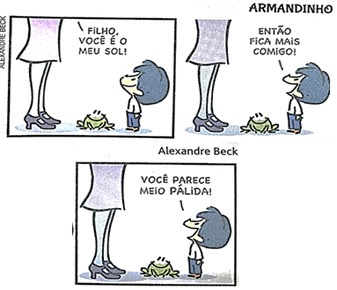 ARMANDINHO
ALEXANDRE BECK
FILHO,
VOCÊ É O
MEU SOL!
ENTÃO
FICA MAIS
COMIGO!
Alexandre Beck
VOCÊ PARECE
MEIO PÁLIDA!